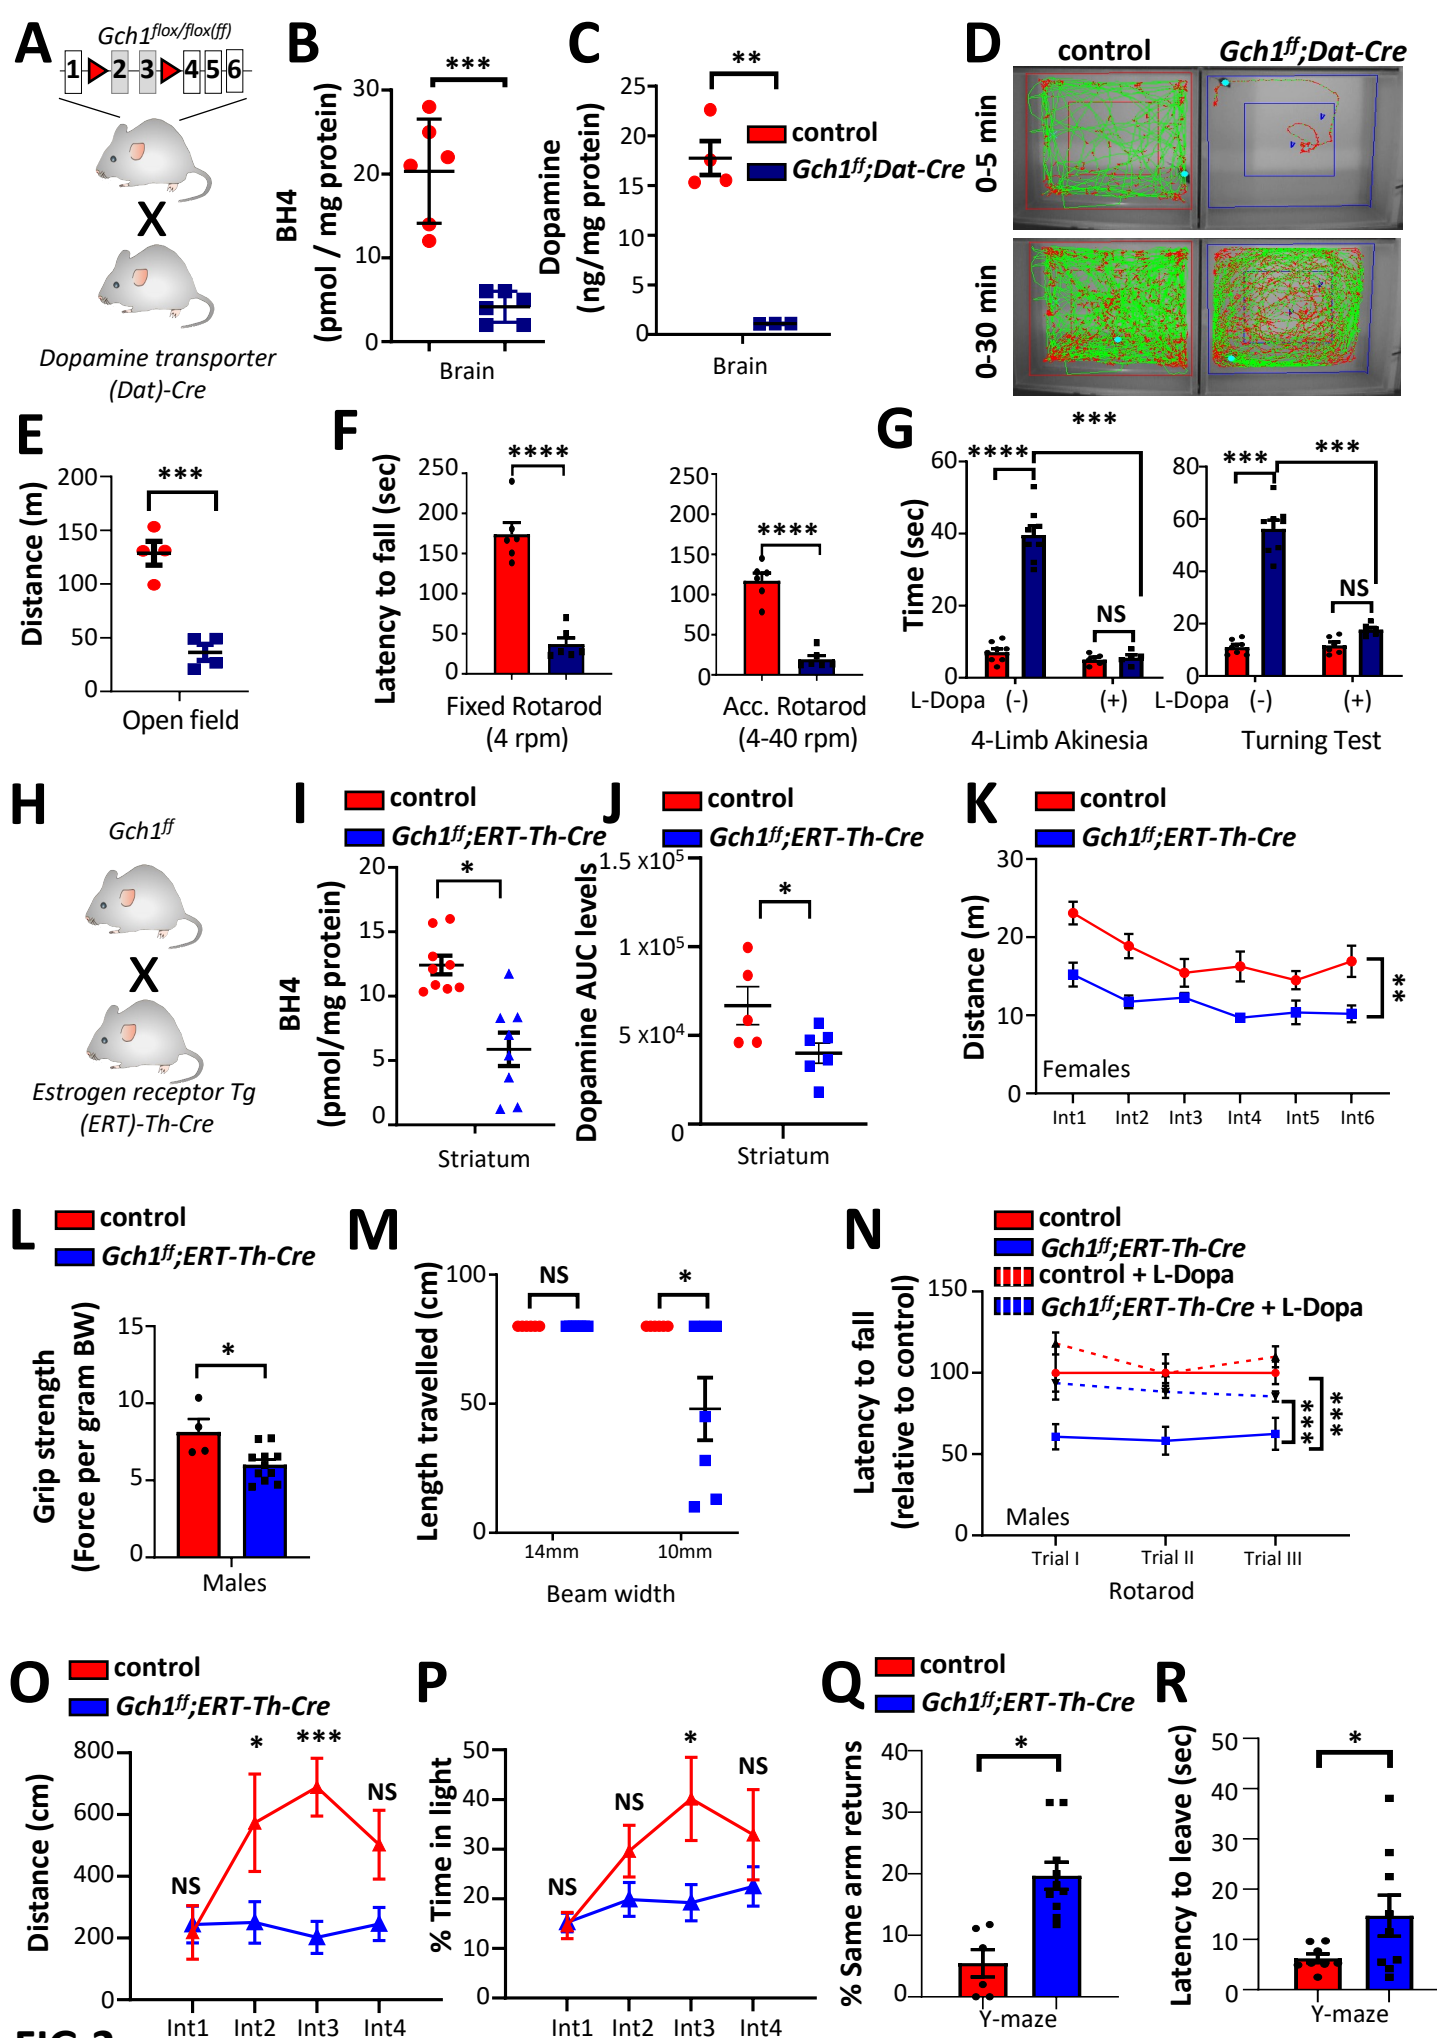 A
Gch1flox/flox(ff)
1 2 3 4 5 6
X
Dopamine transporter
(Dat)-Cre
B
***
BH4
(pmol / mg protein)
30
20
10
0
Brain
C
**
Dopamine
(ng/mg protein)
25
20
15
10
5
0
control
Gch1ff;Dat-Cre
Brain
D
control
Gch1ff;Dat-Cre
0-5 min
0-30 min
E
***
Distance (m)
200
150
100
50
0
Open field
F
****
Latency to fall (sec)
250
200
150
100
50
0
Fixed Rotarod
(4 rpm)
****
250
200
150
100
50
0
Acc. Rotarod
(4-40 rpm)
G
***
****
NS
Time (sec)
60
40
20
0
L-Dopa (-) (+)
4-Limb Akinesia
***
***
NS
80
60
40
20
0
L-Dopa (-) (+)
Turning Test
H
Gch1ff
X
Estrogen receptor Tg
(ERT)-Th-Cre
I
control
Gch1ff;ERT-Th-Cre
*
BH4
(pmol/mg protein)
20
15
10
5
0
Striatum
J
control
Gch1ff;ERT-Th-Cre
*
Dopamine AUC levels
1.5 x105
1 x105
5 x104
0
Striatum
K
control
Gch1ff;ERT-Th-Cre
Distance (m)
30
20
10
0
**
Females
Int1 Int2 Int3 Int4 Int5 Int6
L
control
Gch1ff;ERT-Th-Cre
*
Grip strength
(Force per gram BW)
15
10
5
0
Males
M
Length travelled (cm)
100
50
0
NS
*
14mm 10mm
Beam width
N
control
Gch1ff;ERT-Th-Cre
control + L-Dopa
Gch1ff;ERT-Th-Cre + L-Dopa
Latency to fall
(relative to control)
150
100
50
0
***
***
Males
Trial I Trial II Trial III
Rotarod
O
control
Gch1ff;ERT-Th-Cre
Distance (cm)
800
600
400
200
0
NS
*
***
NS
Int1 Int2 Int3 Int4
P
% Time in light
50
40
30
20
10
0
NS
NS
*
NS
Int1 Int2 Int3 Int4
Q
control
Gch1ff;ERT-Th-Cre
*
% Same arm returns
40
30
20
10
0
Y-maze
R
*
Latency to leave (sec)
50
40
30
20
10
0
Y-maze